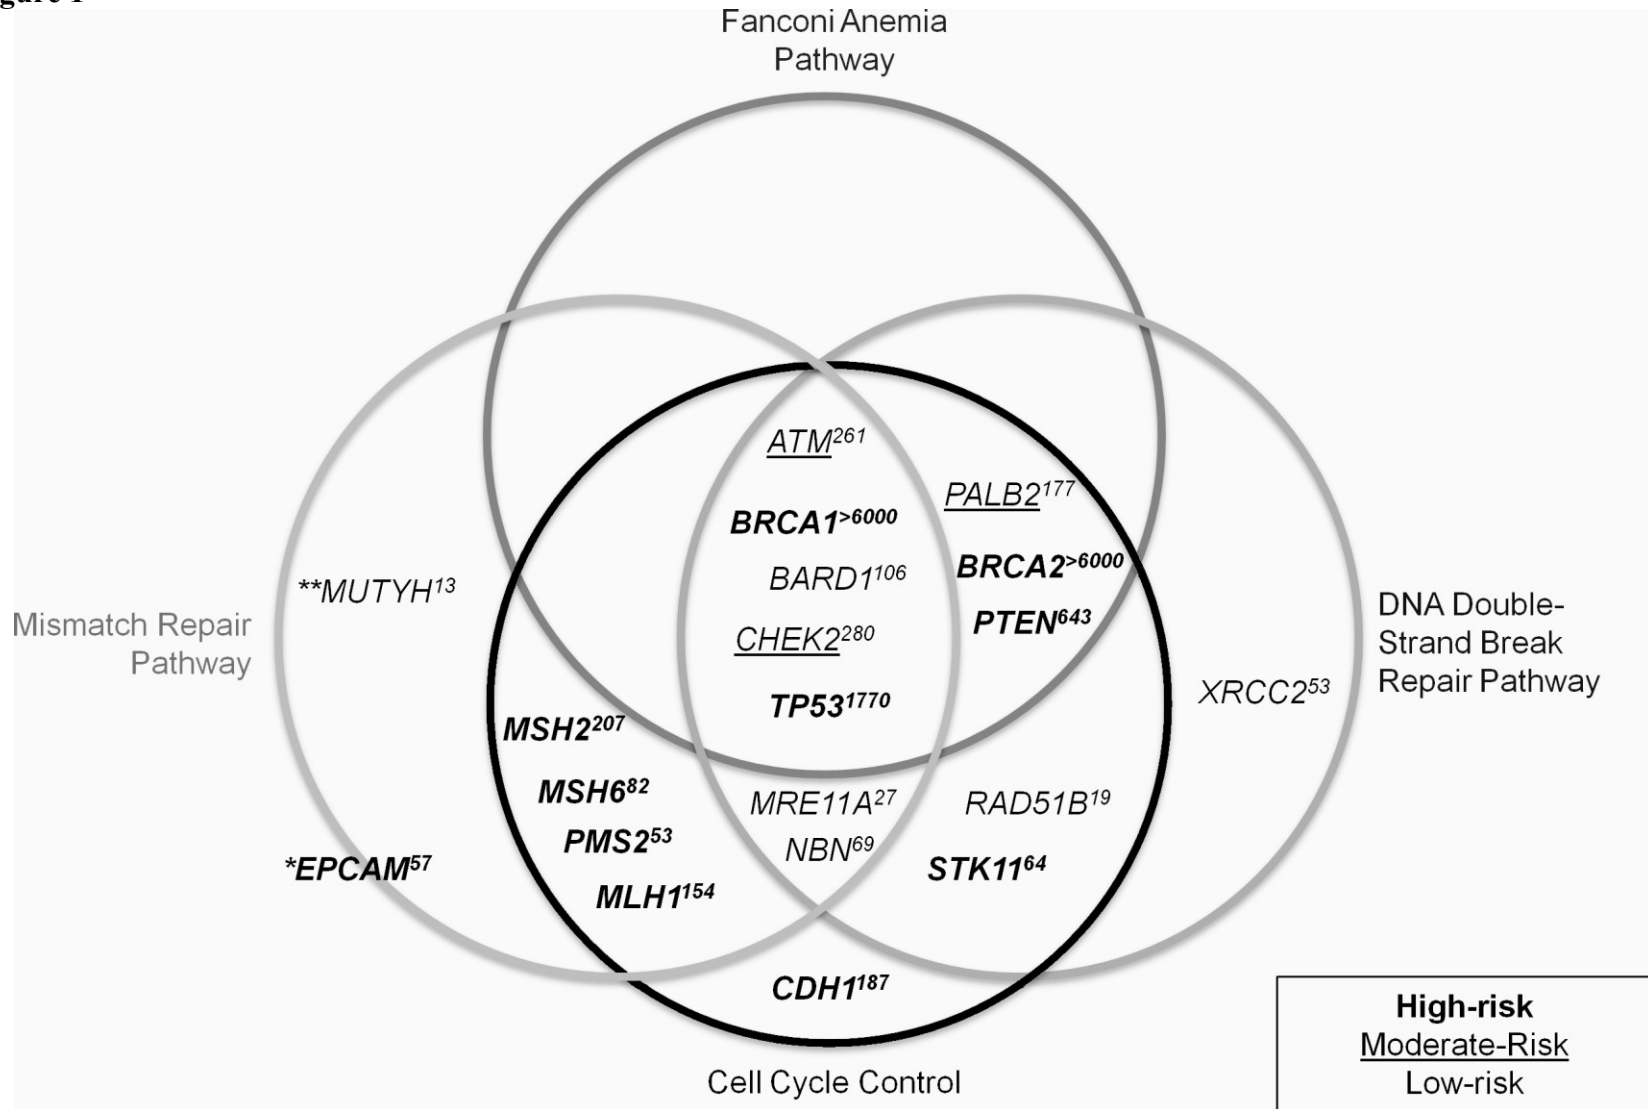 Fanconi Anemia
Pathway
ATM261
PALB2177
BRCA1>6000
BRCA2>6000
BARD1106
**MUTYH13
PTEN643
CHEK2280
Mismatch Repair
Pathway
DNA Double-
Strand Break
Repair Pathway
XRCC253
TP531770
MSH2207
MSH682
MRE11A27
RAD51B19
PMS253
NBN69
*EPCAM57
STK1164
MLH1154
CDH1187
Cell Cycle Control
High-risk
Moderate-Risk
Low-risk